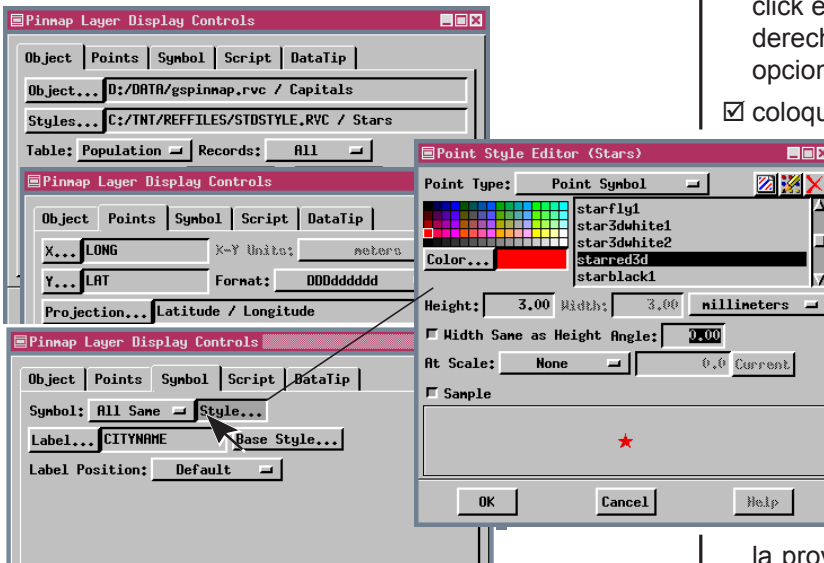 Pinmap Layer Display Controls
Object Points Symbol Script DataTip
Object... D:/DATA/gspinmap.rvc / Capitals
Styles... C:/TNT/REFFILES/STDSTYLE.RVC / Stars
Table: Population Records: All
Pinmap Layer Display Controls
Object Points Symbol Script DataTip
X... LONG X-Y Units: meters
Y... LAT Format: DDDdddddd
Projection... Latitude / Longitude
Pinmap Layer Display Controls
Object Points Symbol Script DataTip
Symbol: All Same Style...
Label... CITYNAME Base Style...
Label Position: Default
Point Style Editor (Stars)
Point Type: Point Symbol
starfly1
star3dwhite1
star3dwhite2
starred3d
starblack1
Color...
Height: 3.00 Width: 3.00 millimeters
Width Same as Height Angle: 0.00
At Scale: None 0.0 Current
Sample
OK Cancel Help
click e
derech
opcion
coloqu
la prov